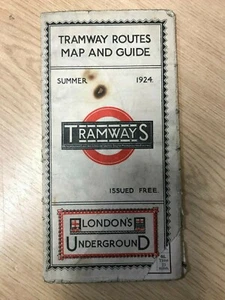 TRAMWAY ROUTES
MAP AND GUIDE
SUMMER 1924.
TRAMWAYS
ISSUED FREE.
LONDON'S
UNDERGROUND